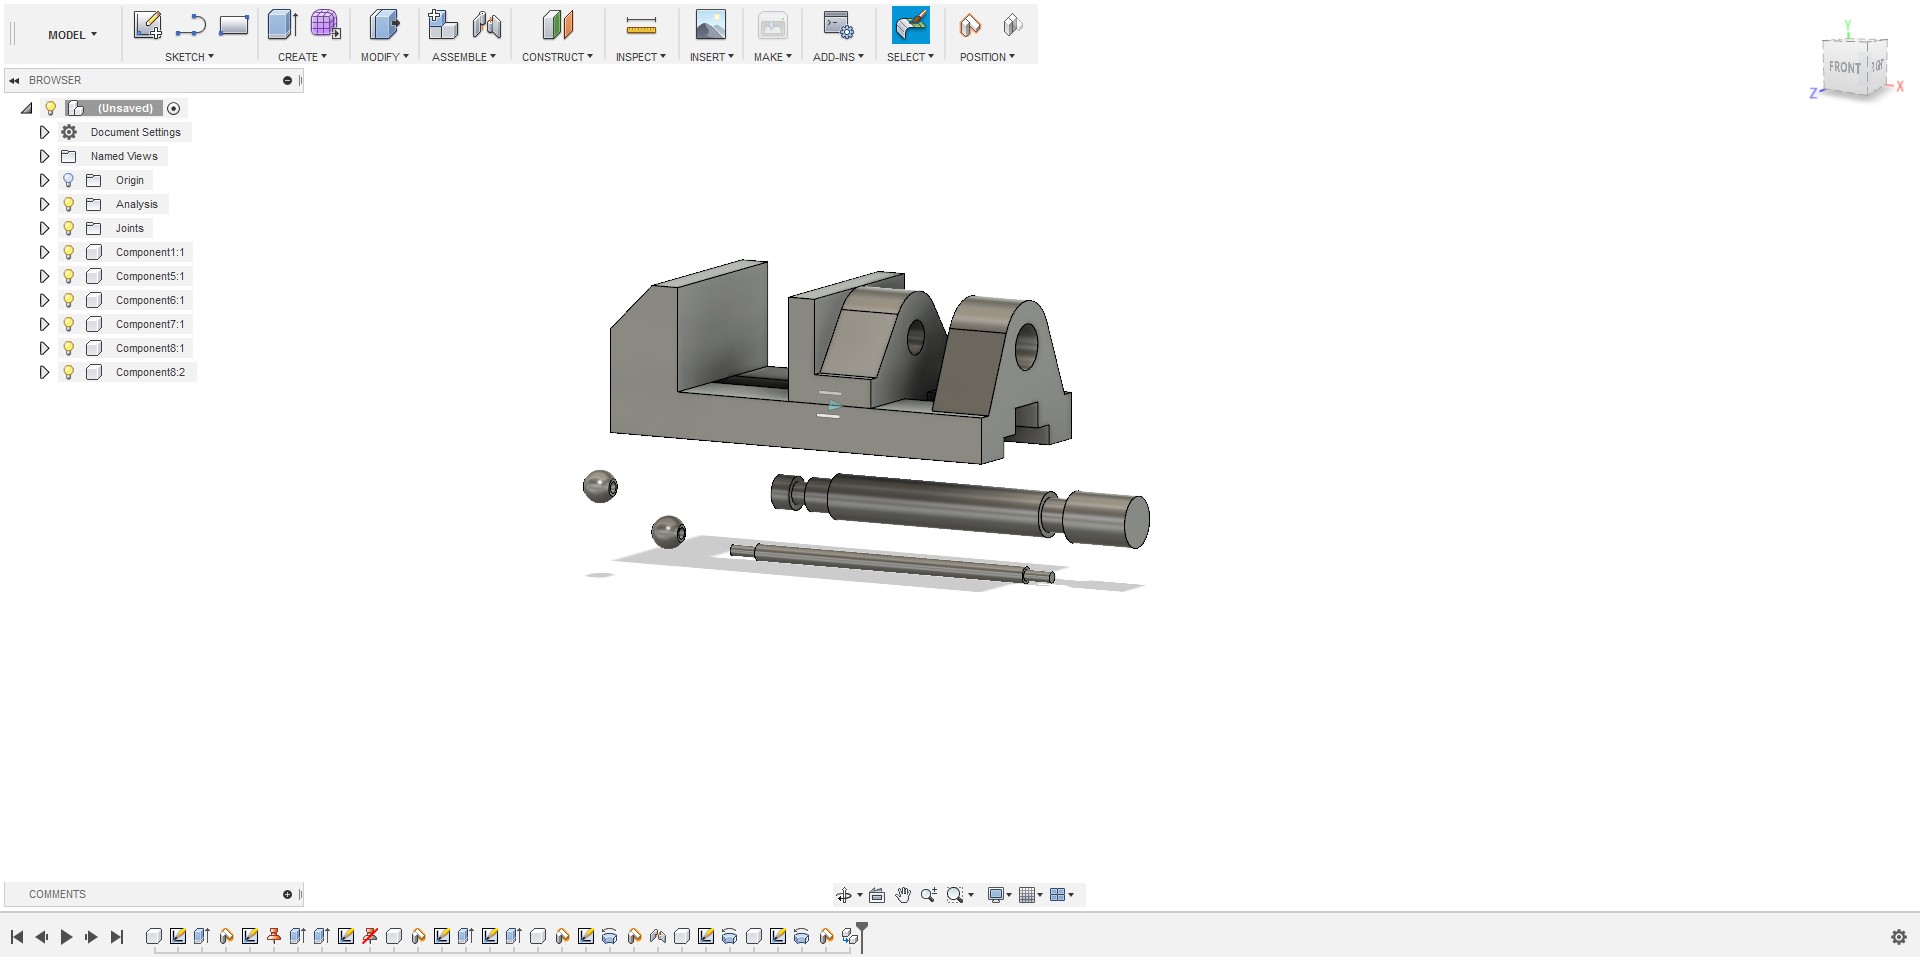 MODEL
SKETCH
CREATE
MODIFY
ASSEMBLE
CONSTRUCT
INSPECT
INSERT
MAKE
ADD-INS
SELECT
POSITION
BROWSER
(Unsaved)
Document Settings
Named Views
Origin
Analysis
Joints
Component1:1
Component5:1
Component6:1
Component7:1
Component8:1
Component8:2
Y
FRONT
X
Z
COMMENTS